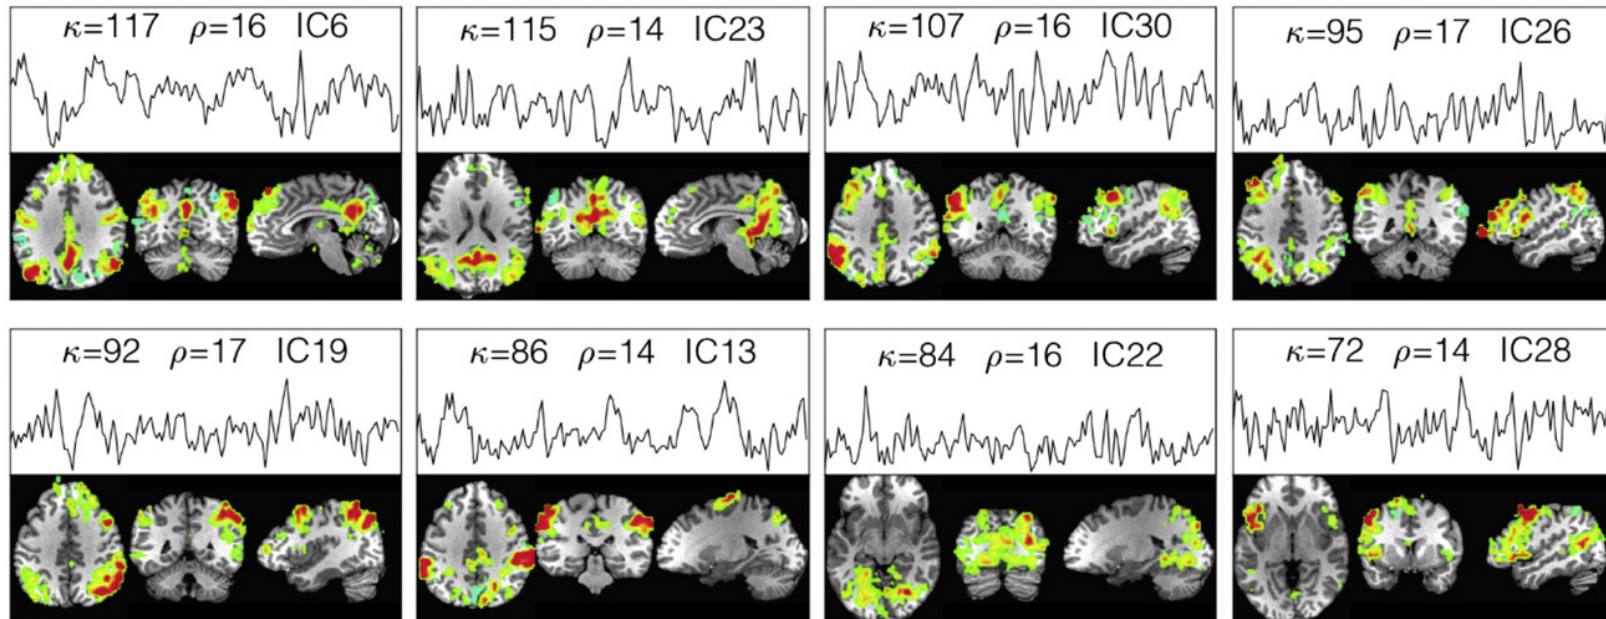 κ=117 ρ=16 IC6
κ=115 ρ=14 IC23
κ=107 ρ=16 IC30
κ=95 ρ=17 IC26
κ=92 ρ=17 IC19
κ=86 ρ=14 IC13
κ=84 ρ=16 IC22
κ=72 ρ=14 IC28